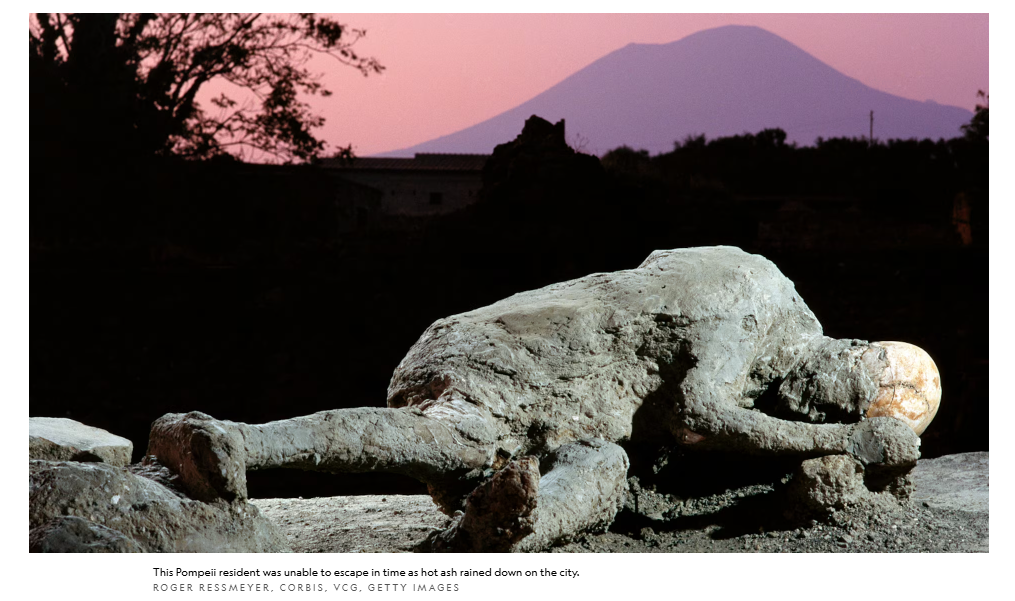 This Pompeii resident was unable to escape in time as hot ash rained down on the city.
ROGER RESSMEYER, CORBIS, VCG, GETTY IMAGES